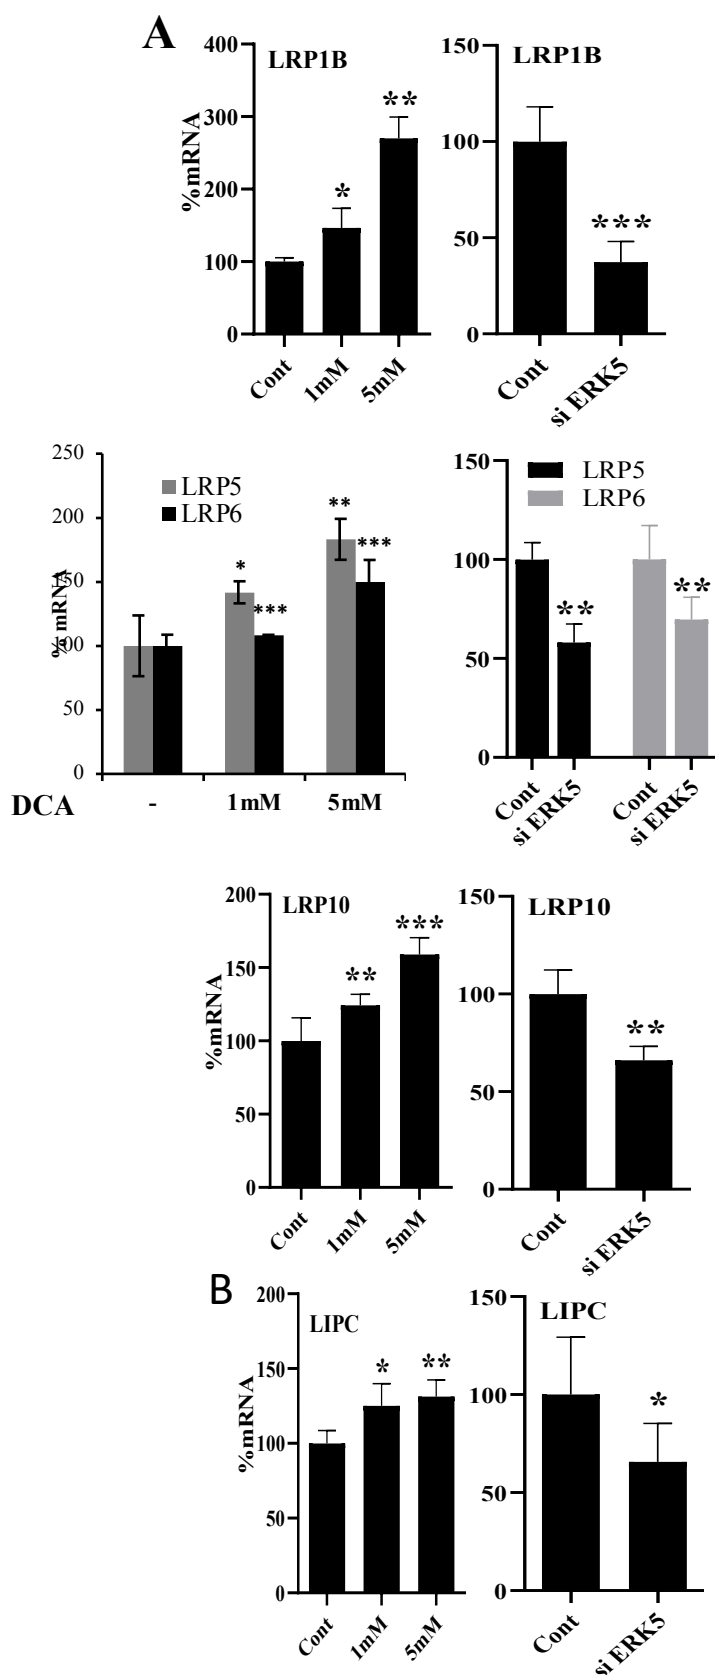 A
LRP1B
%mRNA
400
300
200
100
0
*
**
Cont
1mM
5mM
LRP1B
150
100
50
0
***
Cont
si ERK5
% mRNA
250
200
150
100
50
0
LRP5
LRP6
*
***
**
***
DCA
-
1mM
5mM
150
100
50
0
LRP5
LRP6
**
**
Cont
si ERK5
Cont
si ERK5
LRP10
%mRNA
200
150
100
50
0
**
***
Cont
1mM
5mM
LRP10
150
100
50
0
**
Cont
si ERK5
B
LIPC
%mRNA
200
150
100
50
0
*
**
Cont
1mM
5mM
LIPC
150
100
50
0
*
Cont
si ERK5